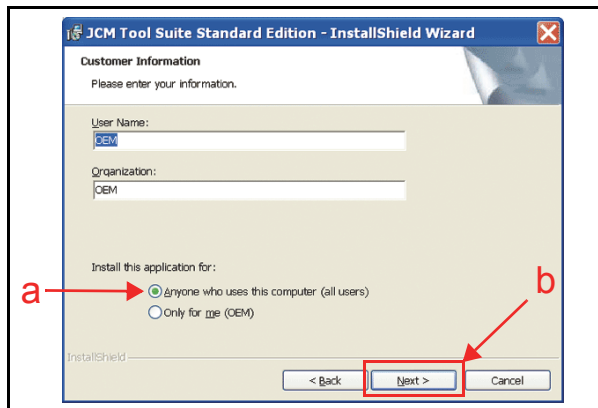 JCM Tool Suite Standard Edition - InstallShield Wizard
Customer Information
Please enter your information.
User Name:
OEM
Organization:
OEM
Install this application for:
a
Anyone who uses this computer (all users)
b
Only for me (OEM)
InstallShield
< Back Next > Cancel